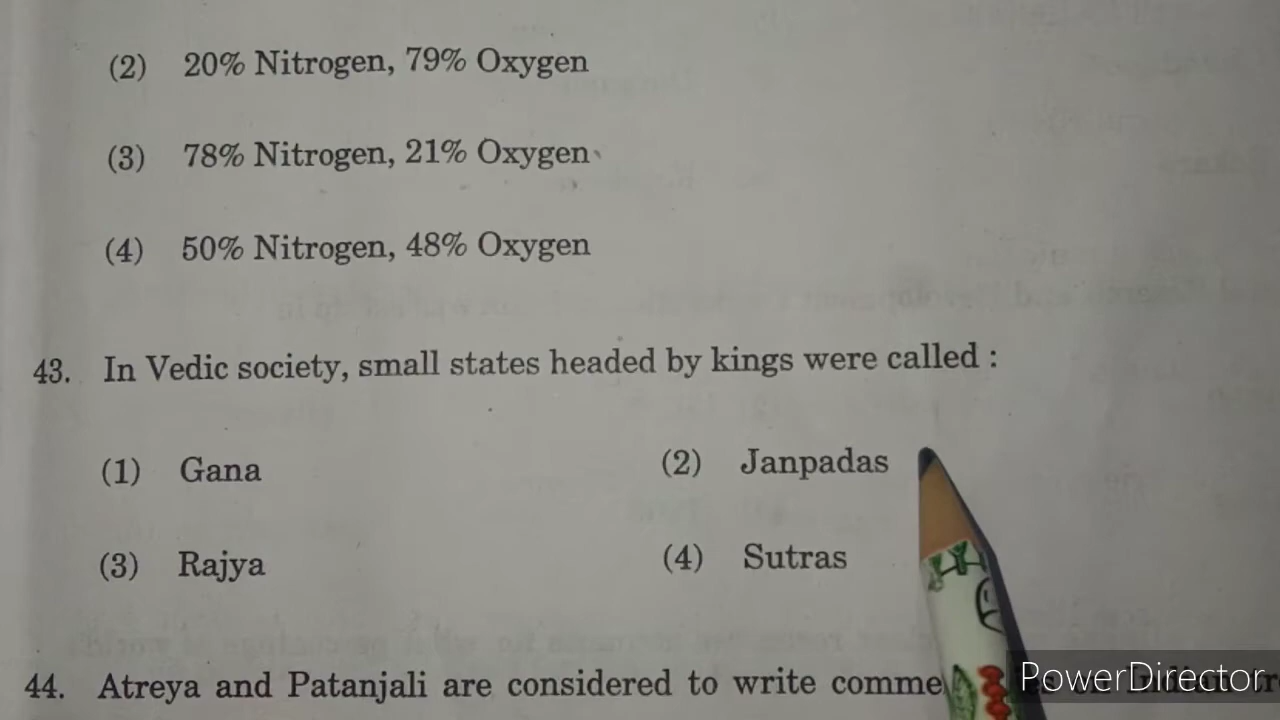 (2) 20% Nitrogen, 79% Oxygen
(3) 78% Nitrogen, 21% Oxygen
(4) 50% Nitrogen, 48% Oxygen
43. In Vedic society, small states headed by kings were called :
(1) Gana (2) Janpadas
(3) Rajya (4) Sutras
44. Atreya and Patanjali are considered to write
PowerDirector